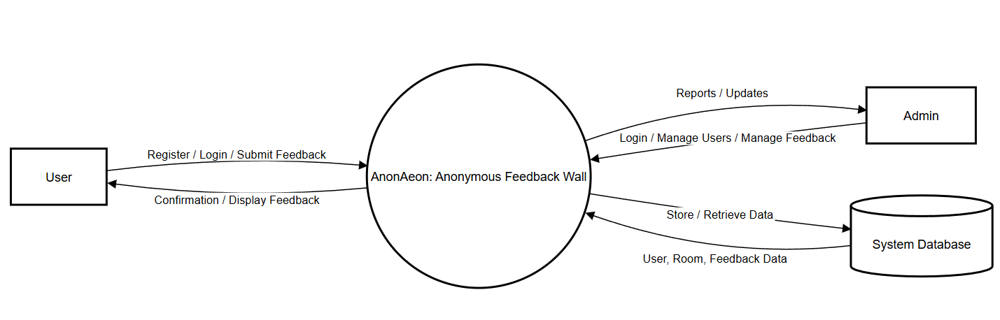 Reports / Updates
Admin
Login / Manage Users / Manage Feedback
Register / Login / Submit Feedback
User
AnonAeon: Anonymous Feedback Wall
Confirmation / Display Feedback
Store / Retrieve Data
System Database
User, Room, Feedback Data